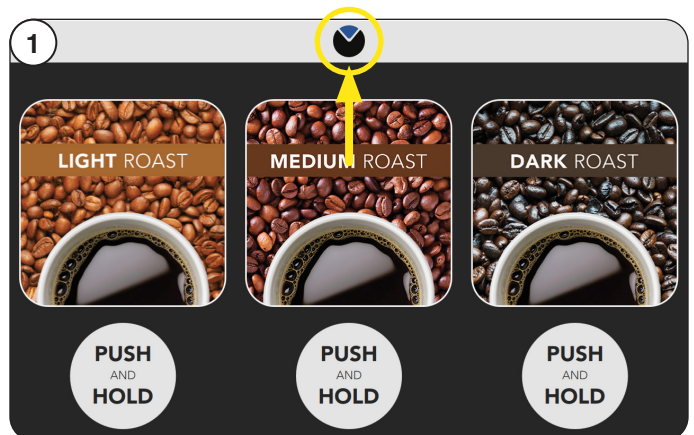 1
LIGHT ROAST
MEDIUM ROAST
DARK ROAST
PUSH
AND
HOLD
PUSH
AND
HOLD
PUSH
AND
HOLD